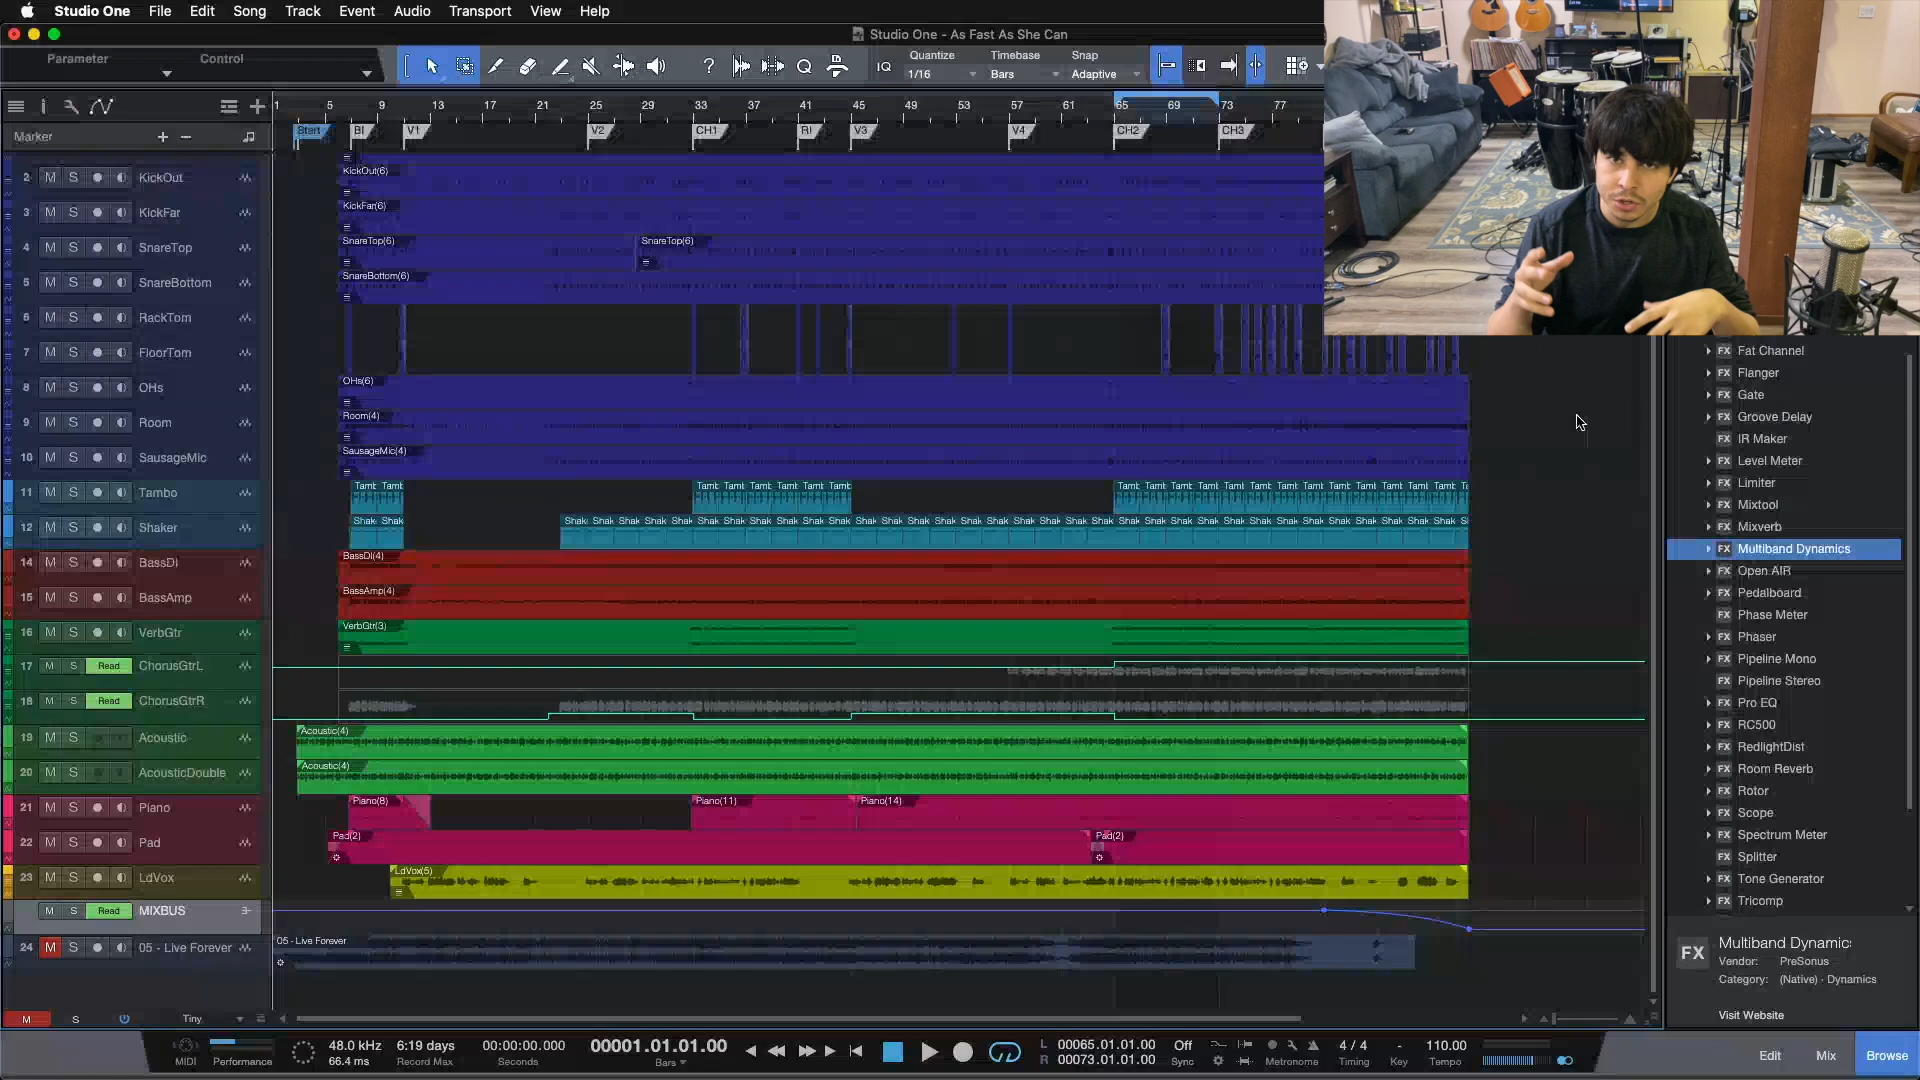 Studio One File Edit Song Track Event Audio Transport View Help
Studio One - As Fast As She Can
Parameter Control
Quantize Timebase Snap
IQ 1/16 Bars Adaptive
1 5 9 13 17 21 25 29 33 37 41 45 49 53 57 61 65 69 73 77
Marker
Start BI V1 V2 CH1 RI V3 V4 CH2 CH3
2 M S KickOut KickOut(6)
3 M S KickFar KickFar(6)
4 M S SnareTop SnareTop(6) SnareTop(6)
5 M S SnareBottom SnareBottom(6)
6 M S RackTom
7 M S FloorTom
8 M S OHs OHs(6)
9 M S Room Room(4)
10 M S SausageMic SausageMic(4)
11 M S Tambo
12 M S Shaker
14 M S BassDI BassDI(4)
15 M S BassAmp BassAmp(4)
16 M S VerbGtr VerbGtr(3)
17 M S Read ChorusGtrL
18 M S Read ChorusGtrR
19 M S Acoustic Acoustic(4)
20 M S AcousticDouble Acoustic(4)
21 M S Piano Piano(8) Piano(11) Piano(14)
22 M S Pad Pad(2) Pad(2)
23 M S LdVox LdVox(5)
M S Read MIXBUS
24 M S 05 - Live Forever 05 - Live Forever
M S Tiny
FX Fat Channel
FX Flanger
FX Gate
FX Groove Delay
FX IR Maker
FX Level Meter
FX Limiter
FX Mixtool
FX Mixverb
FX Multiband Dynamics
FX Open AIR
FX Pedalboard
FX Phase Meter
FX Phaser
FX Pipeline Mono
FX Pipeline Stereo
FX Pro EQ
FX RC500
FX RedlightDist
FX Room Reverb
FX Rotor
FX Scope
FX Spectrum Meter
FX Splitter
FX Tone Generator
FX Tricomp
FX Multiband Dynamic
Vendor: PreSonus
Category: (Native) - Dynamics
Visit Website
MIDI Performance
48.0 kHz
66.4 ms
6:19 days
Record Max
00:00:00.000
Seconds
00001.01.01.00
Bars
L 00065.01.01.00
R 00073.01.01.00
Off
Sync
Metronome
4 / 4
Timing
-
Key
110.00
Tempo
Edit Mix Browse